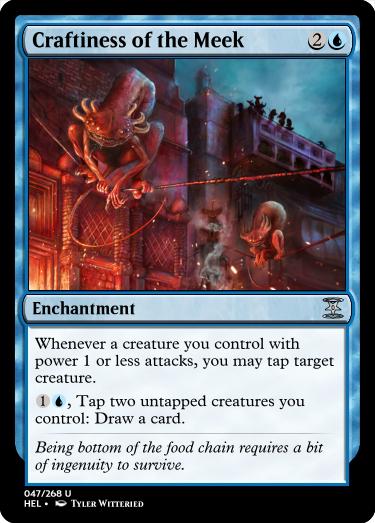 Craftiness of the Meek 2
Enchantment
Whenever a creature you control with
power 1 or less attacks, you may tap target
creature.
1 , Tap two untapped creatures you
control: Draw a card.
Being bottom of the food chain requires a bit
of ingenuity to survive.
047/268 U
HEL • Tyler Witteried